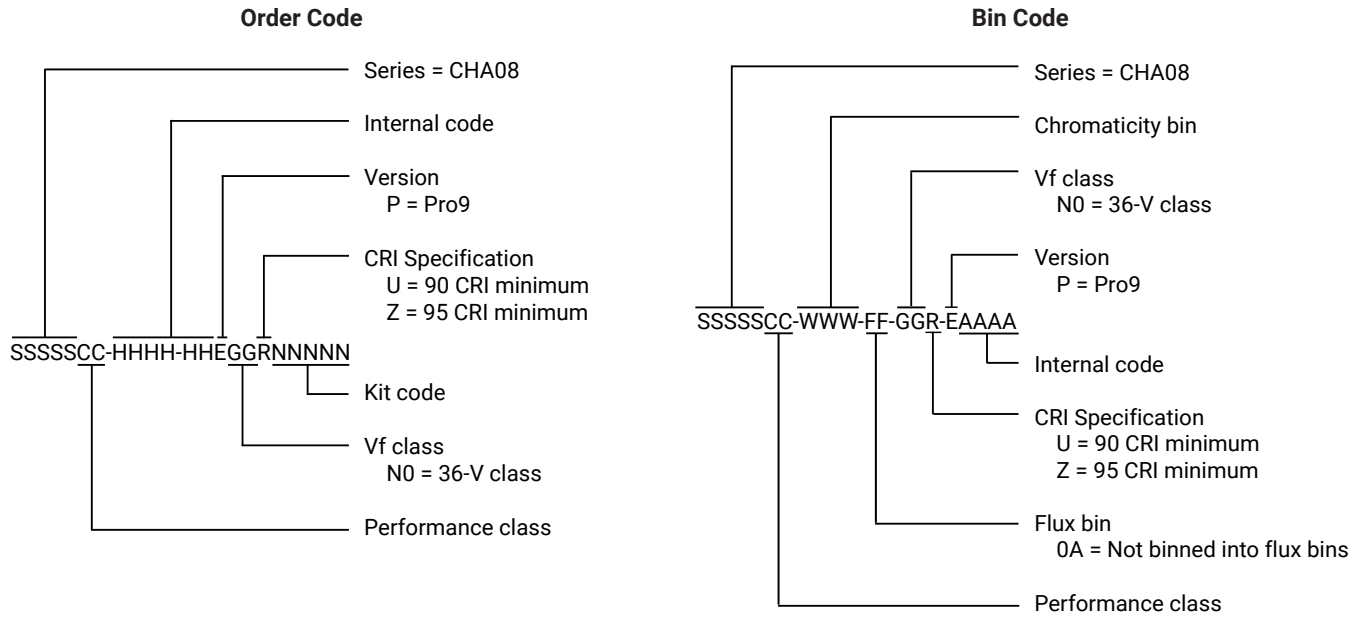 Order Code
Series = CHA08
Internal code
Version
P = Pro9
CRI Specification
U = 90 CRI minimum
Z = 95 CRI minimum
SSSSSCC-HHHH-HHEGGRNNNNN
Kit code
Vf class
N0 = 36-V class
Performance class
Bin Code
Series = CHA08
Chromaticity bin
Vf class
N0 = 36-V class
Version
P = Pro9
SSSSSCC-WWW-FF-GGR-EAAAA
Internal code
CRI Specification
U = 90 CRI minimum
Z = 95 CRI minimum
Flux bin
0A = Not binned into flux bins
Performance class